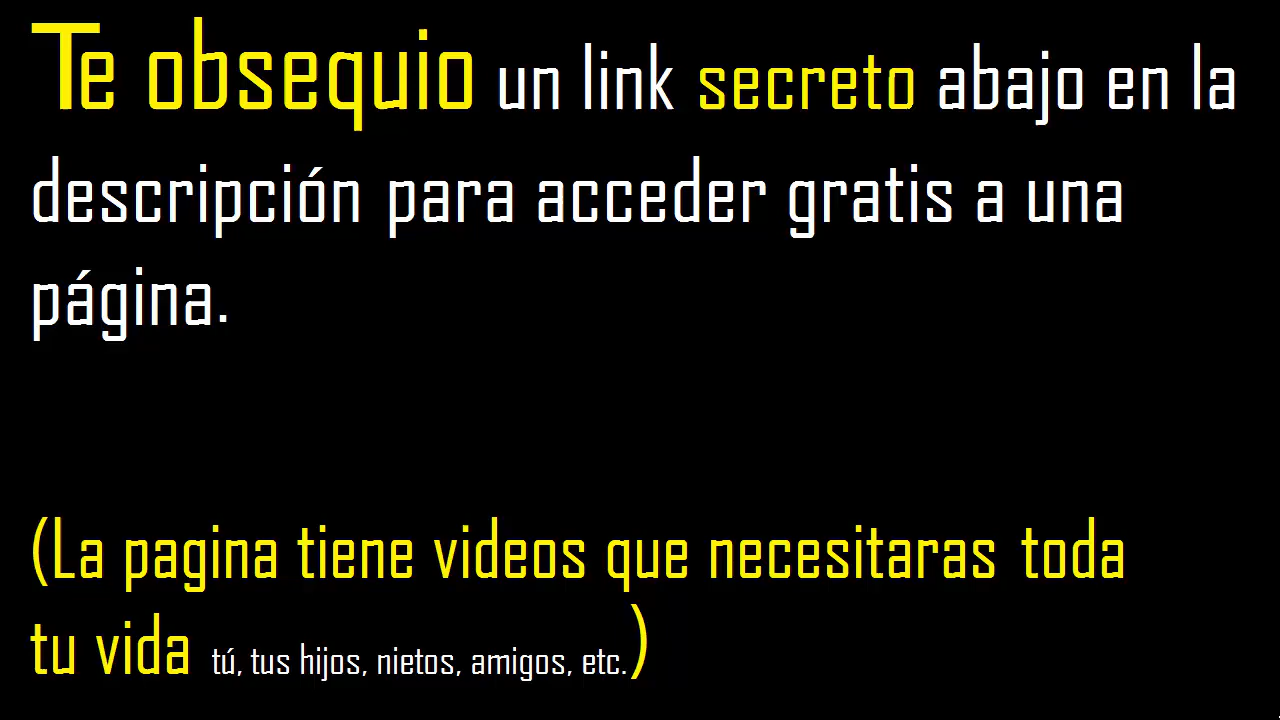 Te obsequio un link secreto abajo en la
descripción para acceder gratis a una
página.
(La pagina tiene videos que necesitaras toda
tu vida tú, tus hijos, nietos, amigos, etc.)